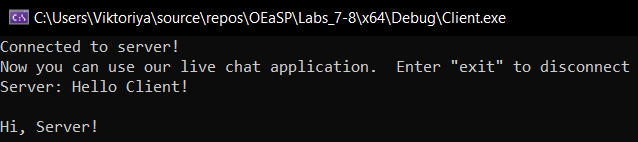 C:\Users\Viktoriya\source\repos\OEaSP\Labs_7-8\x64\Debug\Client.exe
Connected to server!
Now you can use our live chat application.  Enter "exit" to disconnect
Server: Hello Client!
Hi, Server!